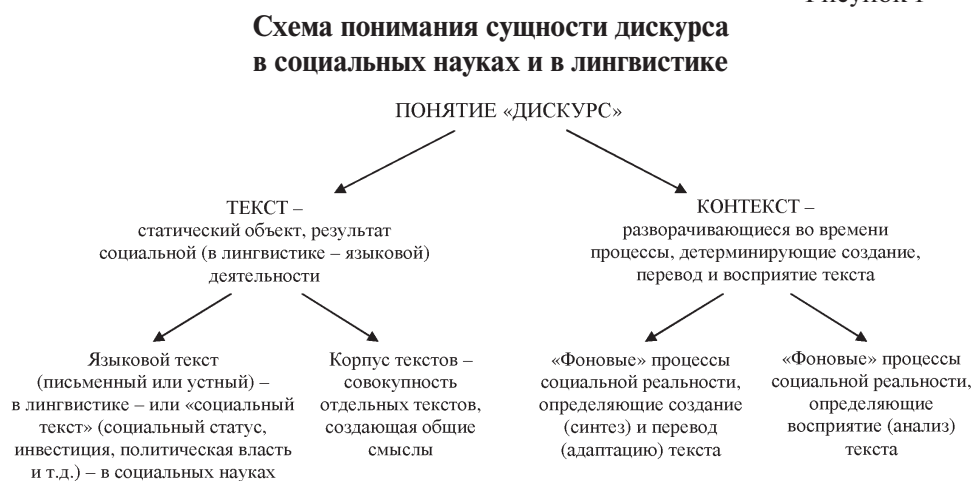 Схема понимания сущности дискурса
в социальных науках и в лингвистике
ПОНЯТИЕ «ДИСКУРС»
ТЕКСТ –
статический объект, результат
социальной (в лингвистике – языковой)
деятельности
КОНТЕКСТ –
разворачивающиеся во времени
процессы, детерминирующие создание,
перевод и восприятие текста
Языковой текст
(письменный или устный) –
в лингвистике – или «социальный
текст» (социальный статус,
инвестиция, политическая власть
и т.д.) – в социальных науках
Корпус текстов –
совокупность
отдельных текстов,
создающая общие
смыслы
«Фоновые» процессы
социальной реальности,
определяющие создание
(синтез) и перевод
(адаптацию) текста
«Фоновые» процессы
социальной реальности,
определяющие
восприятие (анализ)
текста